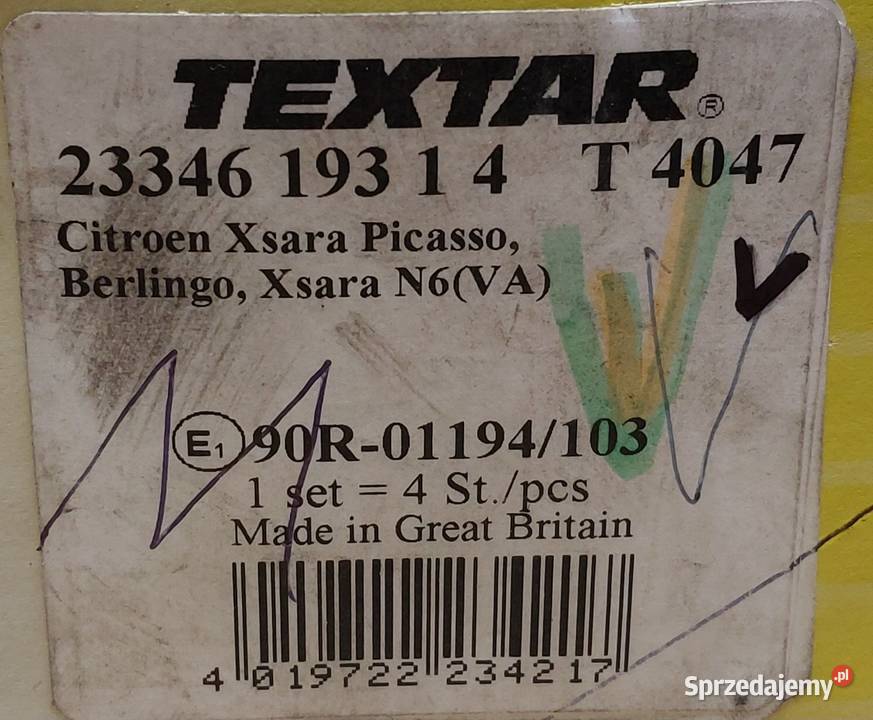 TEXTAR®
23346 193 1 4 T 4047
Citroen Xsara Picasso,
Berlingo, Xsara N6(VA)
E1 90R-01194/103
1 set = 4 St./pcs
Made in Great Britain
4 019722 234217
Sprzedajemy.pl